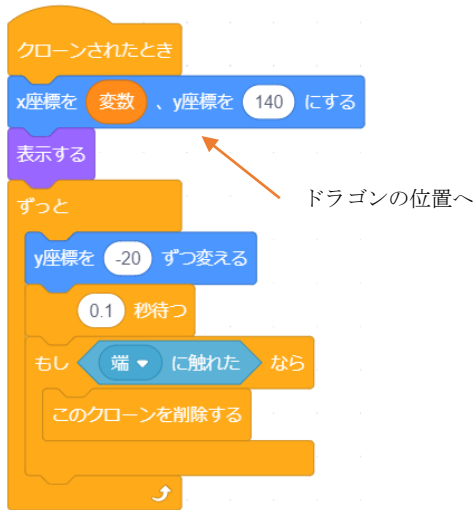 クローンされたとき
x座標を 変数 、y座標を 140 にする
表示する
ドラゴンの位置へ
ずっと
y座標を -20 ずつ変える
0.1 秒待つ
もし 端 に触れた なら
このクローンを削除する